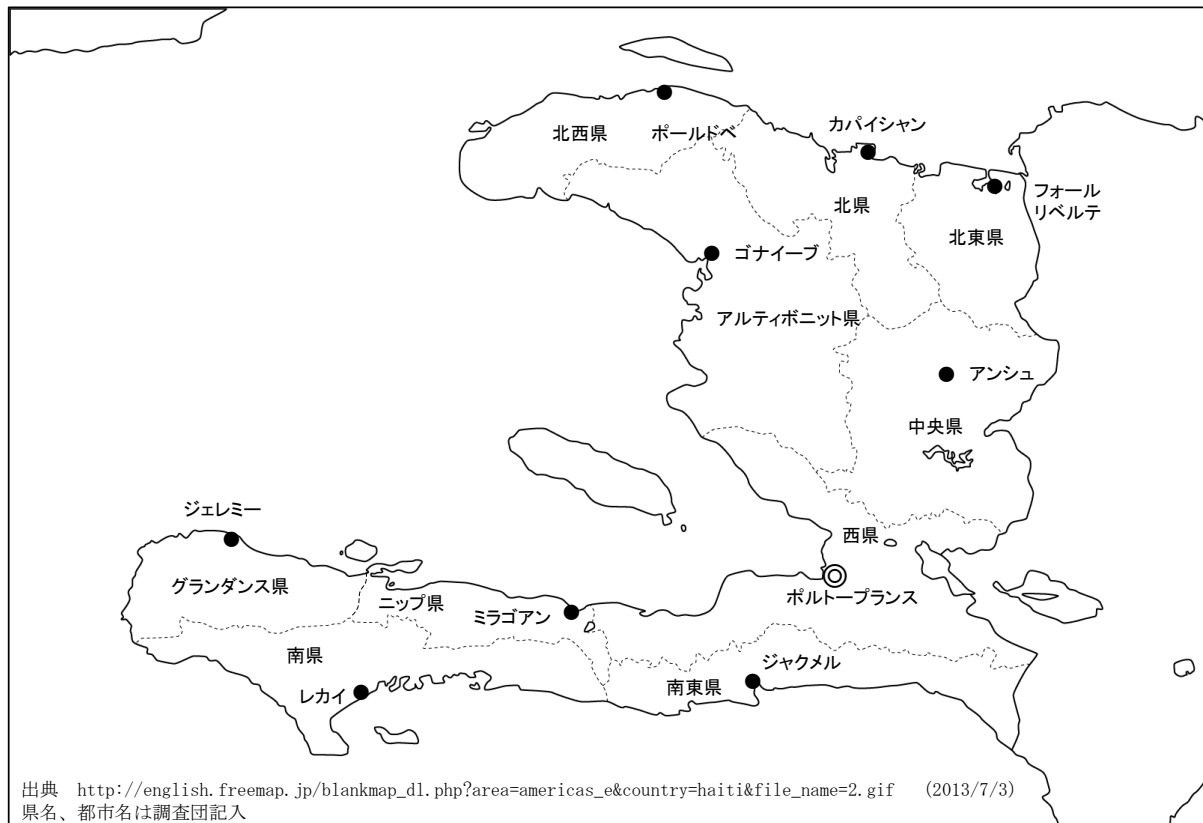 カパイシャン
北西県
ポールドベ
フォール
リベルテ
北県
北東県
ゴナイーブ
アルティボニット県
アンシュ
中央県
ジェレミー
西県
グランダンス県
ニップ県
ミラゴアン
ポルトープランス
南県
ジャクメル
レカイ
南東県
出典　http://english.freemap.jp/blankmap_dl.php?area=americas_e&country=haiti&file_name=2.gif　(2013/7/3)
県名、都市名は調査団記入